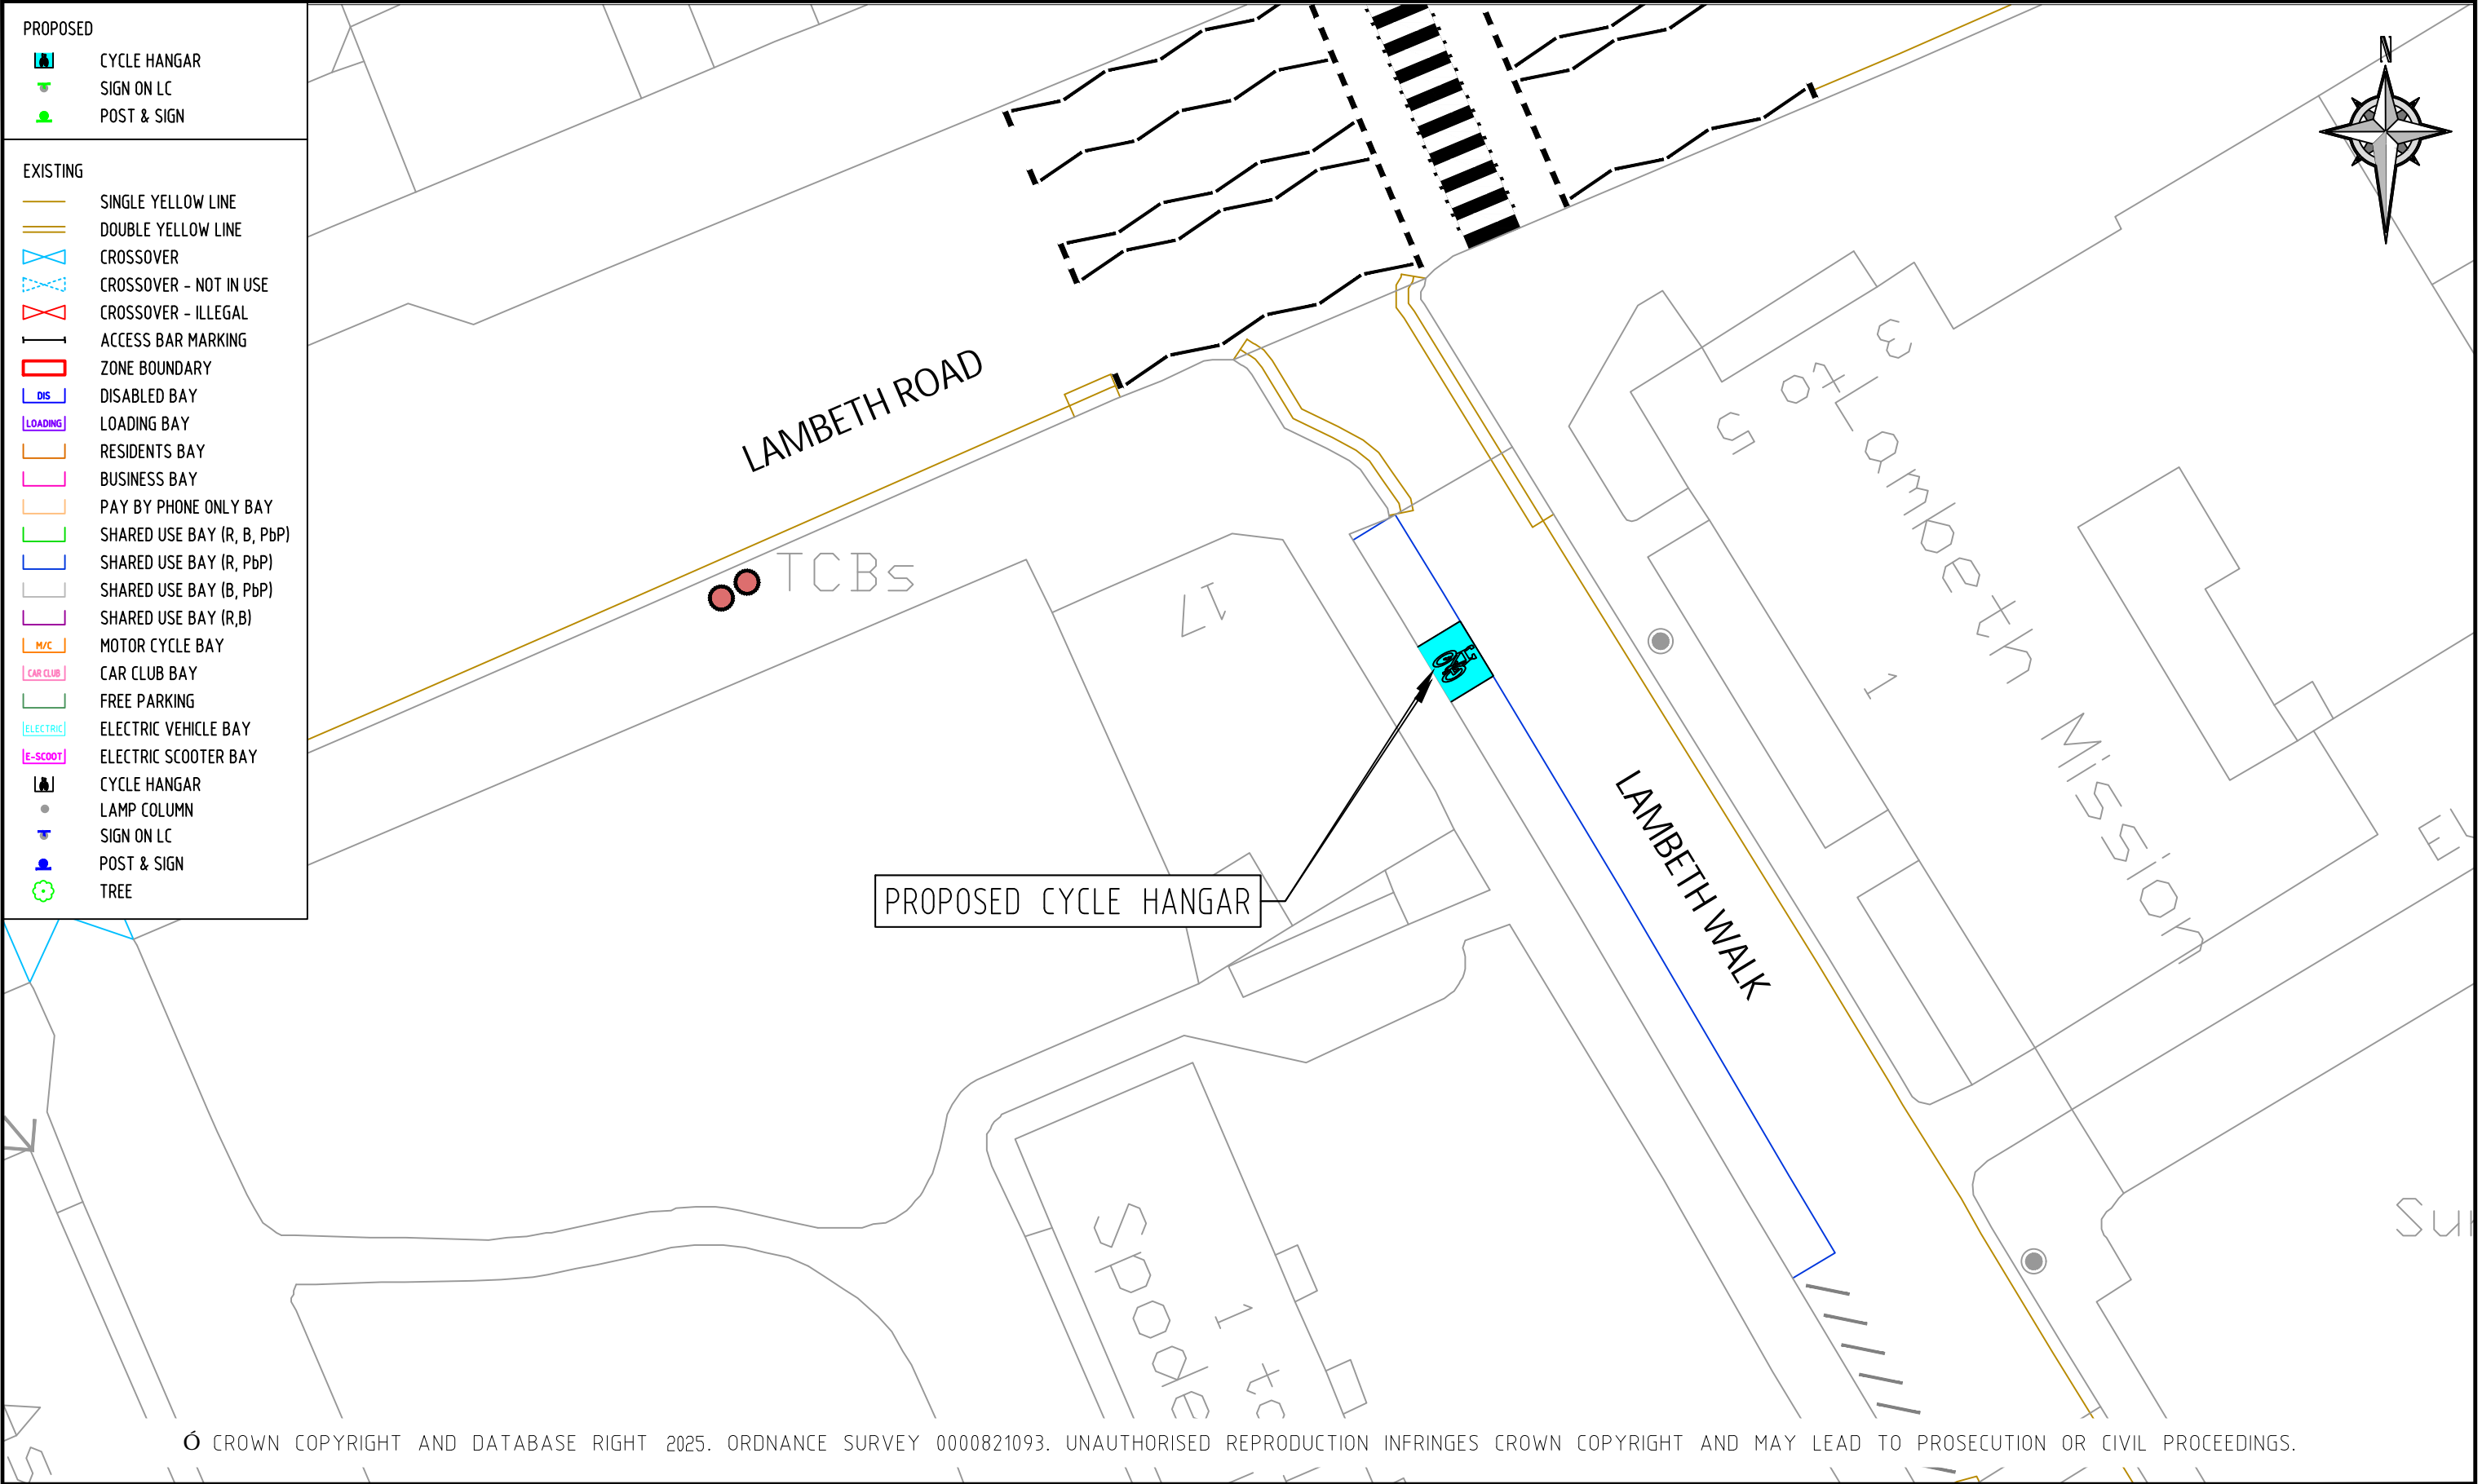 PROPOSED
CYCLE HANGAR
SIGN ON LC
POST & SIGN
EXISTING
SINGLE YELLOW LINE
DOUBLE YELLOW LINE
CROSSOVER
CROSSOVER - NOT IN USE
CROSSOVER - ILLEGAL
ACCESS BAR MARKING
ZONE BOUNDARY
DIS DISABLED BAY
LOADING LOADING BAY
RESIDENTS BAY
BUSINESS BAY
PAY BY PHONE ONLY BAY
SHARED USE BAY (R, B, PbP)
SHARED USE BAY (R, PbP)
SHARED USE BAY (B, PbP)
SHARED USE BAY (R,B)
M/C MOTOR CYCLE BAY
CAR CLUB CAR CLUB BAY
FREE PARKING
ELECTRIC ELECTRIC VEHICLE BAY
E-SCOOT ELECTRIC SCOOTER BAY
CYCLE HANGAR
LAMP COLUMN
SIGN ON LC
POST & SIGN
TREE
N
LAMBETH ROAD
TCBs
17
3 to 5
Lambeth Mission
1
LAMBETH WALK
PROPOSED CYCLE HANGAR
1 to
Ó CROWN COPYRIGHT AND DATABASE RIGHT 2025. ORDNANCE SURVEY 0000821093. UNAUTHORISED REPRODUCTION INFRINGES CROWN COPYRIGHT AND MAY LEAD TO PROSECUTION OR CIVIL PROCEEDINGS.